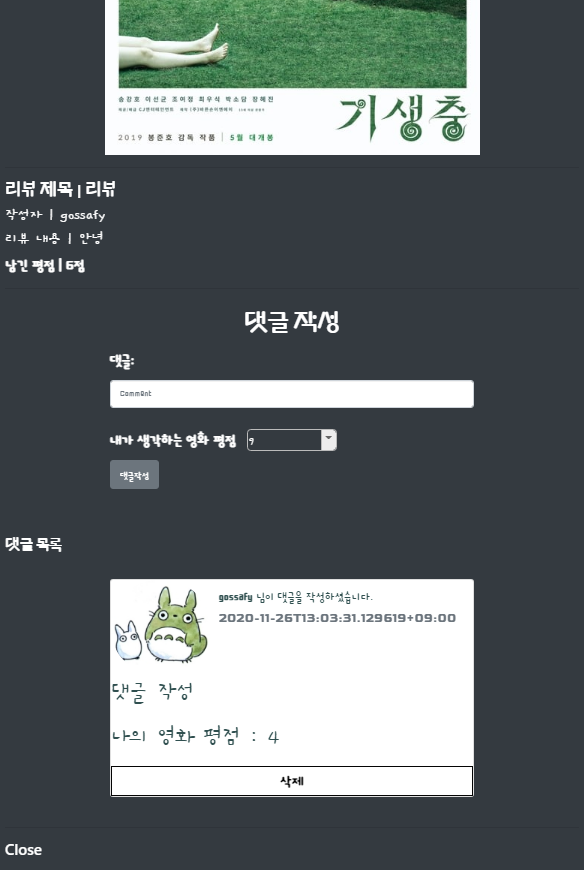 송강호 이선균 조여정 최우식 박소담 장혜진
기생충
2019 봉준호 감독 작품 | 5월 대개봉
리뷰 제목 | 리뷰
작성자 | gossafy
리뷰 내용 | 안녕
남긴 평점 | 6점
댓글 작성
댓글:
Comment
내가 생각하는 영화 평점 9
댓글작성
댓글 목록
gossafy 님이 댓글을 작성하셨습니다.
2020-11-26T13:03:31.129619+09:00
댓글 작성
나의 영화 평점 : 4
삭제
Close